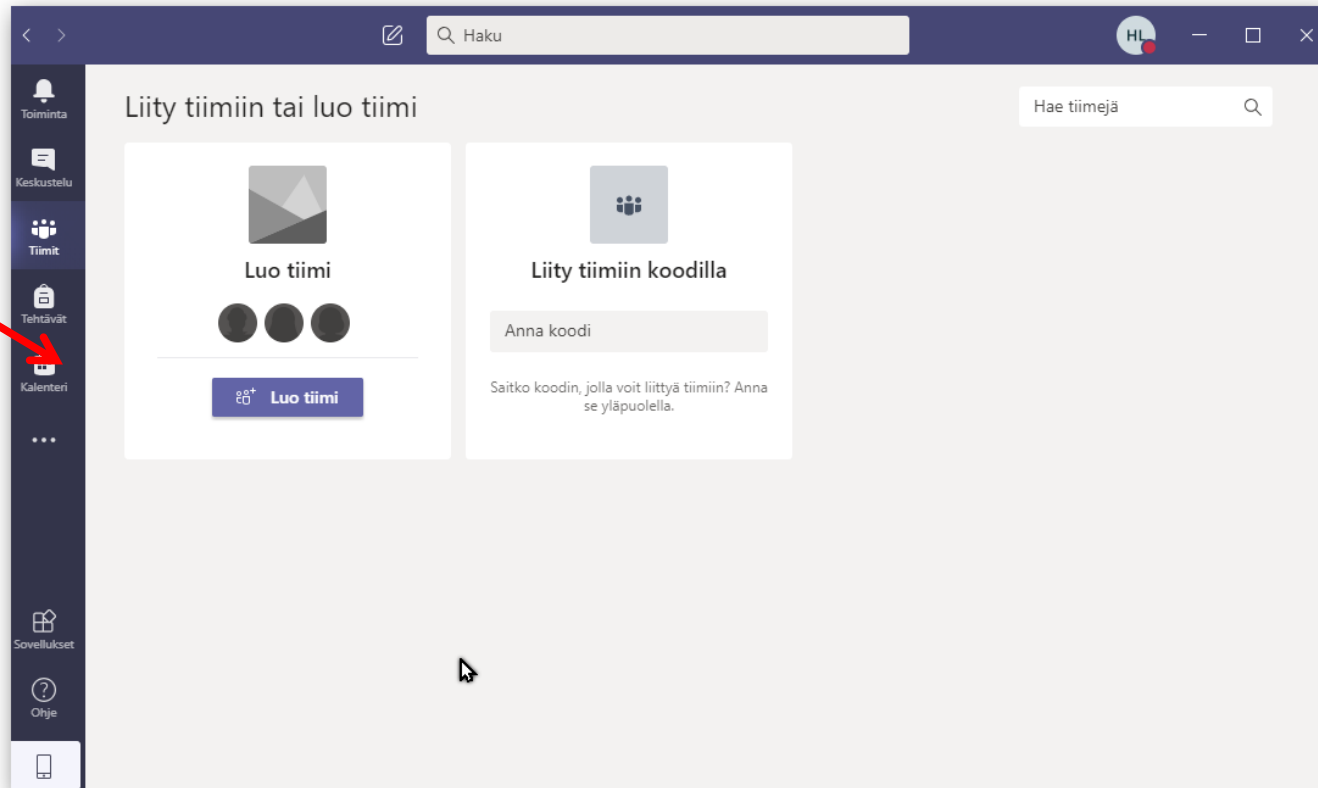 Haku
HL
Toiminta
Keskustelu
Tiimit
Tehtävät
Kalenteri
Sovellukset
Ohje
Liity tiimiin tai luo tiimi
Hae tiimejä
Luo tiimi
Luo tiimi
Liity tiimiin koodilla
Anna koodi
Saitko koodin, jolla voit liittyä tiimiin? Anna
se yläpuolella.